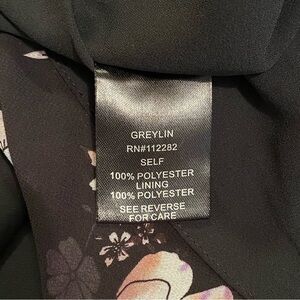 GREYLIN
RN#112282
SELF
100% POLYESTER
LINING
100% POLYESTER
SEE REVERSE
FOR CARE